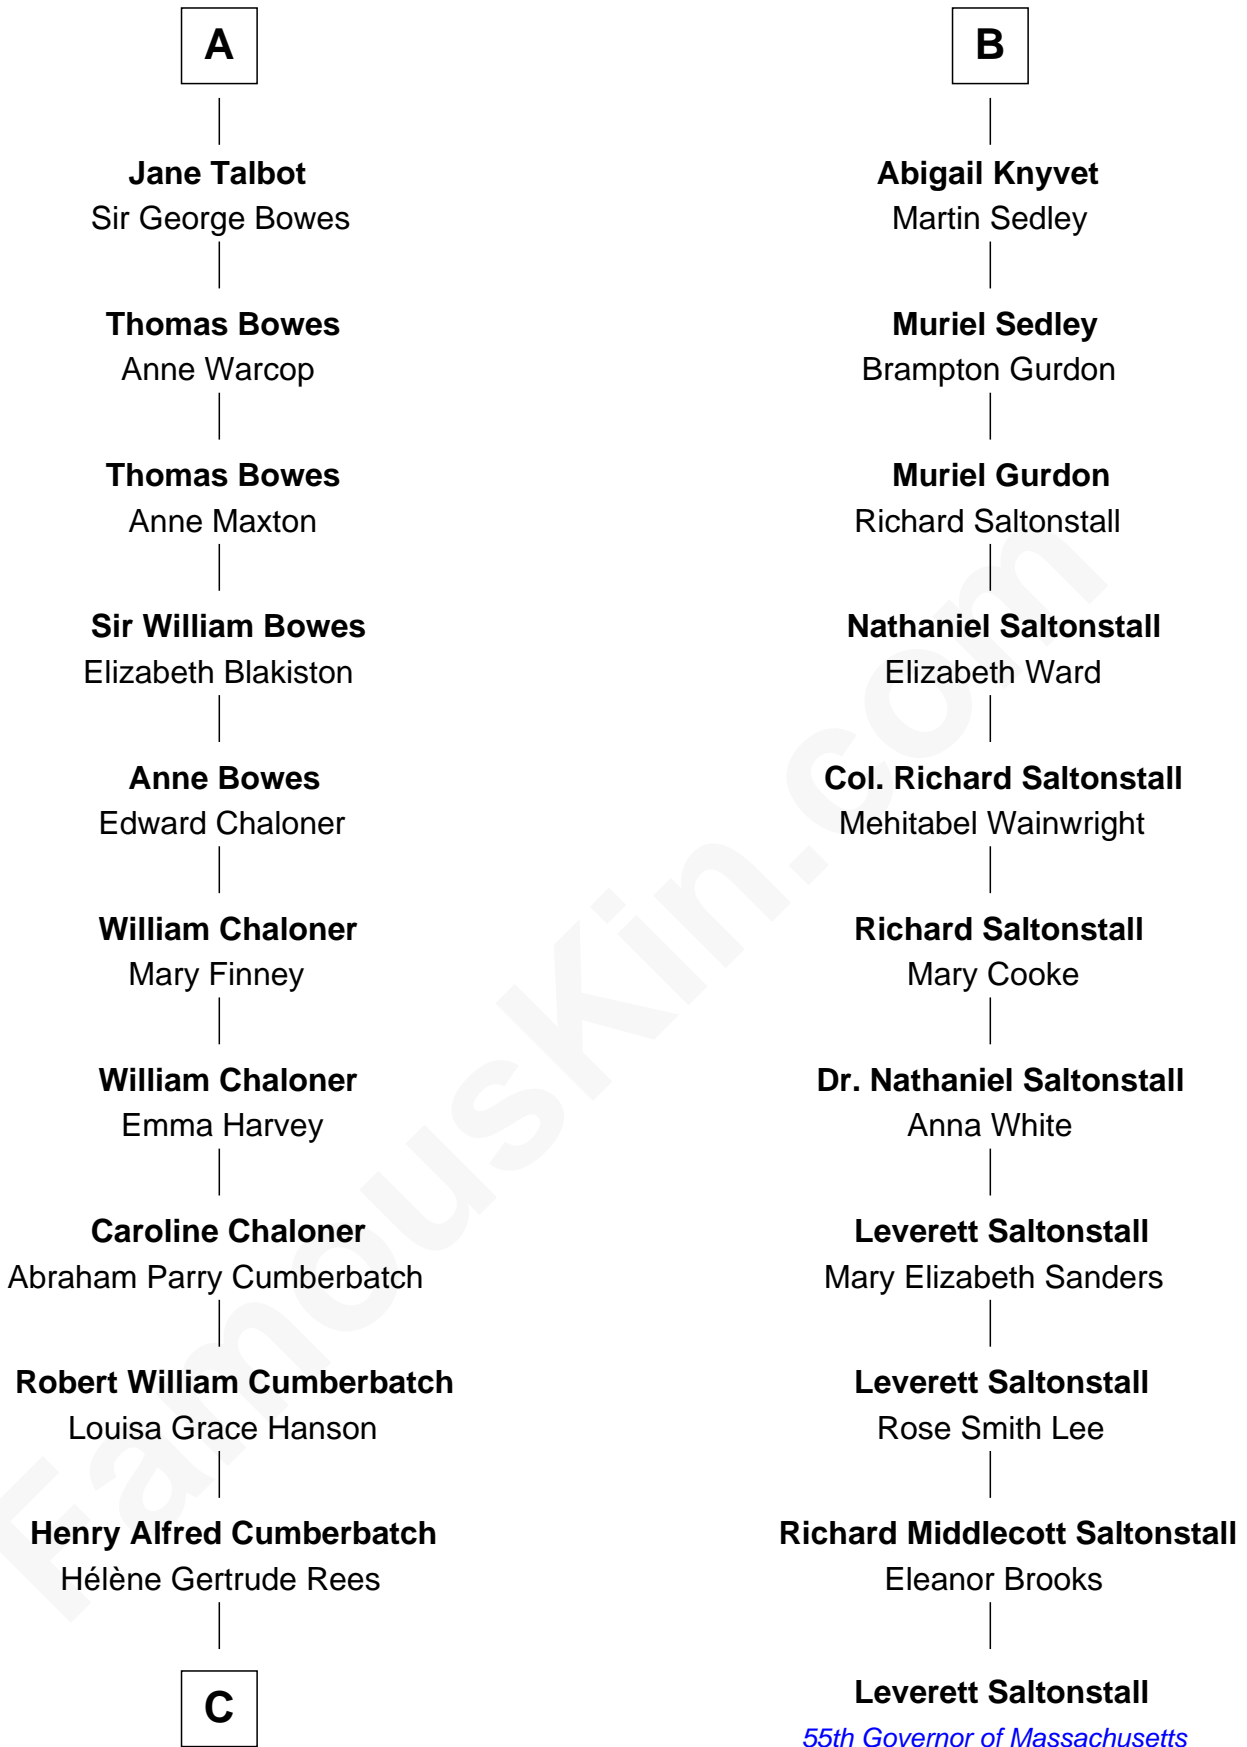 A
Jane Talbot
Sir George Bowes
Thomas Bowes
Anne Warcop
Thomas Bowes
Anne Maxton
Sir William Bowes
Elizabeth Blakiston
Anne Bowes
Edward Chaloner
William Chaloner
Mary Finney
William Chaloner
Emma Harvey
Caroline Chaloner
Abraham Parry Cumberbatch
Robert William Cumberbatch
Louisa Grace Hanson
Henry Alfred Cumberbatch
Hélène Gertrude Rees
C
B
Abigail Knyvet
Martin Sedley
Muriel Sedley
Brampton Gurdon
Muriel Gurdon
Richard Saltonstall
Nathaniel Saltonstall
Elizabeth Ward
Col. Richard Saltonstall
Mehitabel Wainwright
Richard Saltonstall
Mary Cooke
Dr. Nathaniel Saltonstall
Anna White
Leverett Saltonstall
Mary Elizabeth Sanders
Leverett Saltonstall
Rose Smith Lee
Richard Middlecott Saltonstall
Eleanor Brooks
Leverett Saltonstall
55th Governor of Massachusetts
FamousKin.com